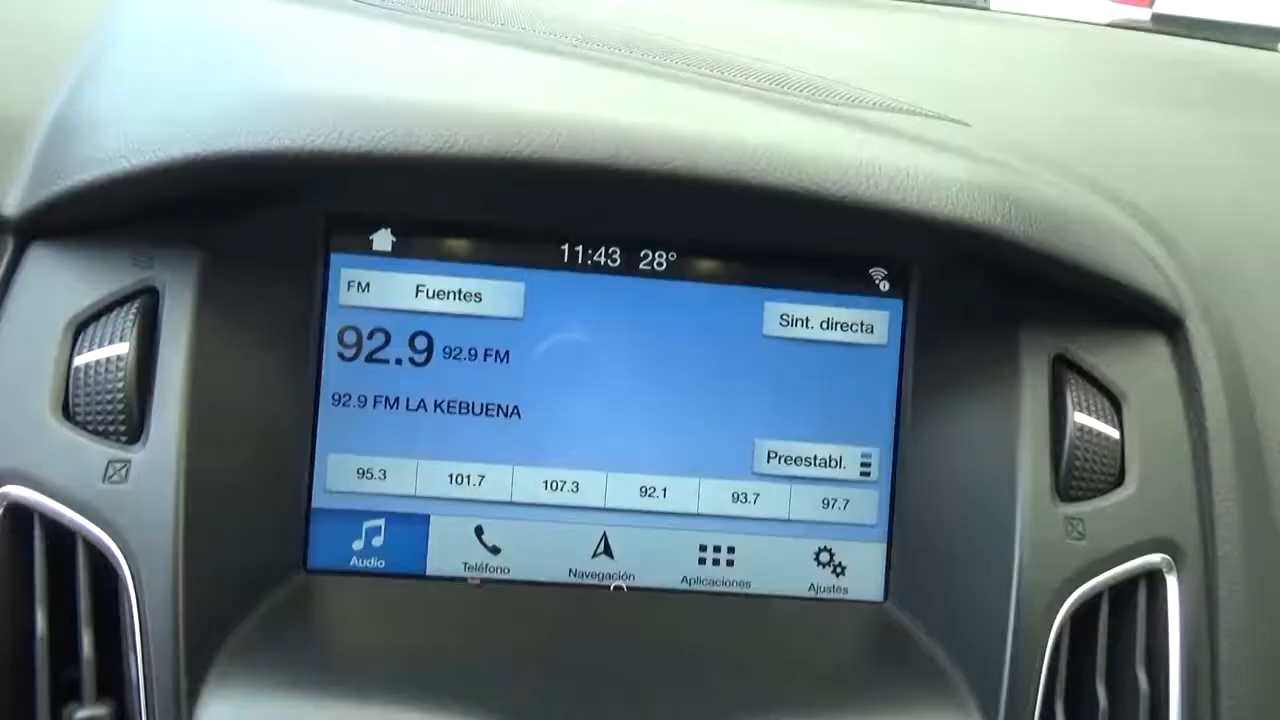 11:43 28°
FM Fuentes
Sint. directa
92.9 92.9 FM
92.9 FM LA KEBUENA
Preestabl.
95.3 101.7 107.3 92.1 93.7 97.7
Audio Teléfono Navegación Aplicaciones Ajustes